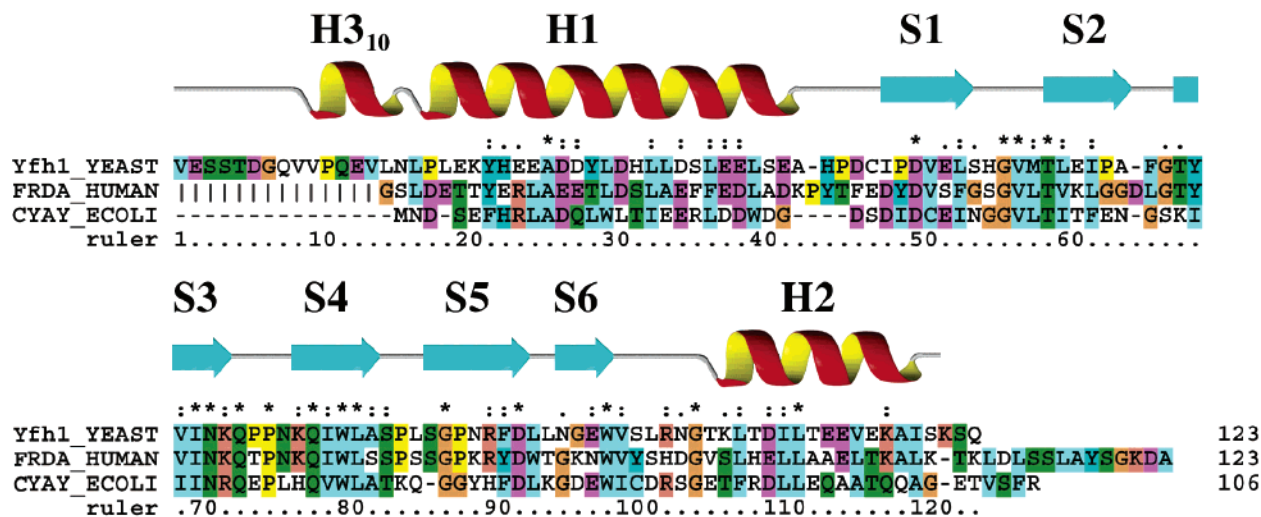 H3₁₀ H1 S1 S2
:.. *:: : : ::: * :. **:*: : . .
Yfh1_YEAST VESSTDGQVVPQEVLNLPLEKYHEEADDYLDHLLDSLEELSEA-HPDCIPDVELSHGVMTLEIPA-FGTY
FRDA_HUMAN ||||||||||||||GSLDETTYERLAEETLDSLAEFFEDLADKPYTFEDYDVSFGSGVLTVKLGGDLGTY
CYAY_ECOLI ---------------MND-SEFHRLADQLWLTIEERLDDWDG----DSDIDCEINGGVLTITFEN-GSKI
ruler 1........10........20........30........40........50........60.........
S3 S4 S5 S6 H2
:**:* * :*:**:: * ::* . :*: :.* .: ::* :
Yfh1_YEAST VINKQPPNKQIWLASPLSGPNRFDLLNGEWVSLRNGTKLTDILTEEVEKAISKSQ 123
FRDA_HUMAN VINKQTPNKQIWLSSPSSGPKRYDWTGKNWVYSHDGVSLHELLAAELTKALK-TKLDLSSLAYSGKDA 123
CYAY_ECOLI IINRQEPLHQVWLATKQ-GGYHFDLKGDEWICDRSGETFRDLLEQAATQQAG-ETVSFR 106
ruler .70........80........90.......100.......110.......120..